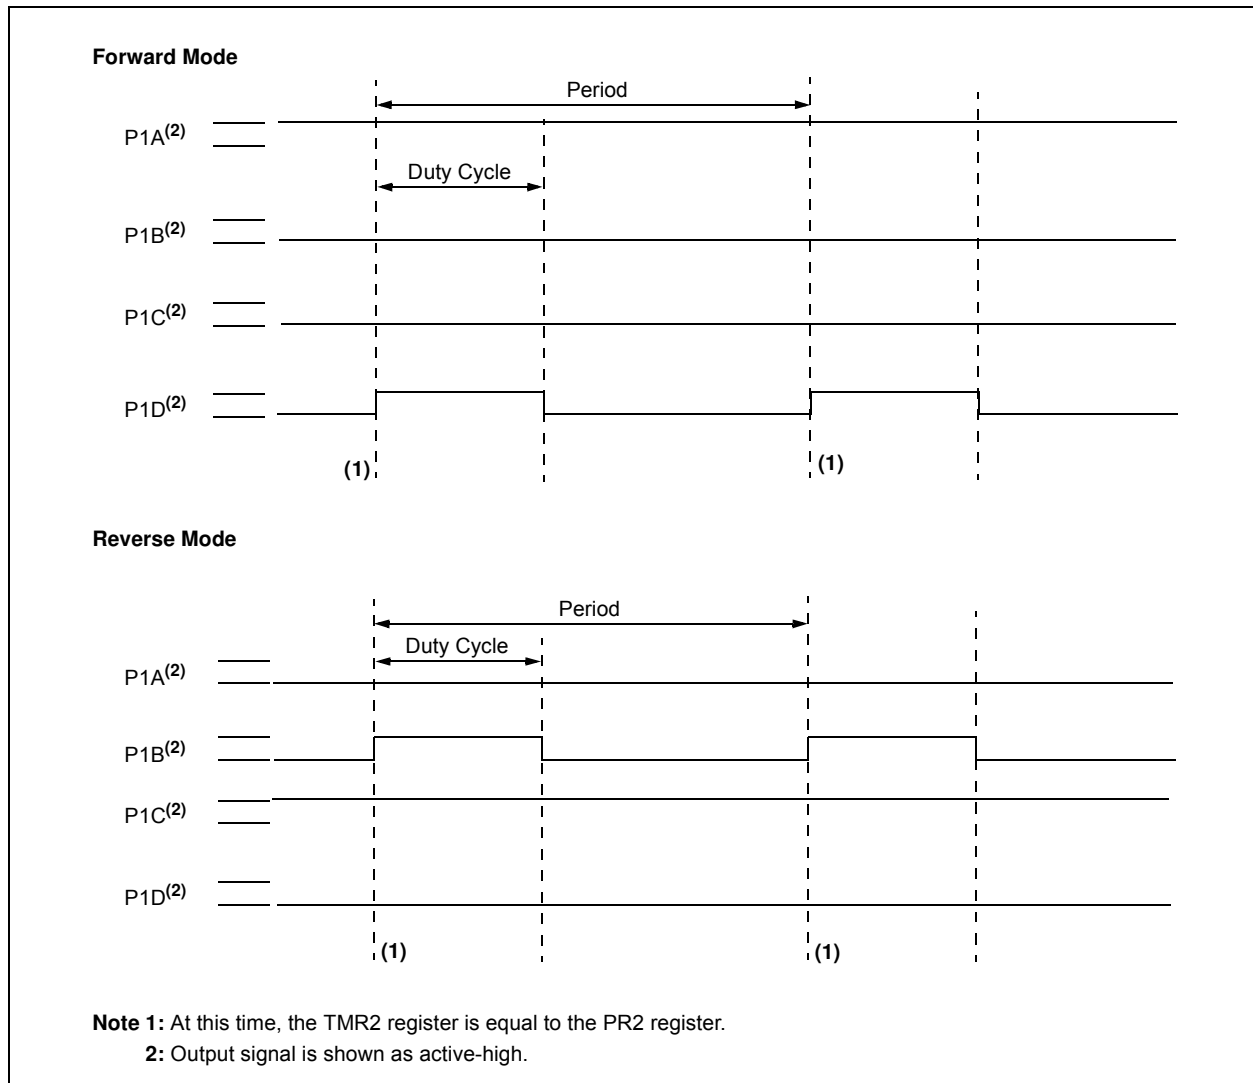 Forward Mode
Period
P1A(2)
Duty Cycle
P1B(2)
P1C(2)
P1D(2)
(1)
(1)
Reverse Mode
Period
Duty Cycle
P1A(2)
P1B(2)
P1C(2)
P1D(2)
(1)
(1)
Note 1: At this time, the TMR2 register is equal to the PR2 register.
2: Output signal is shown as active-high.